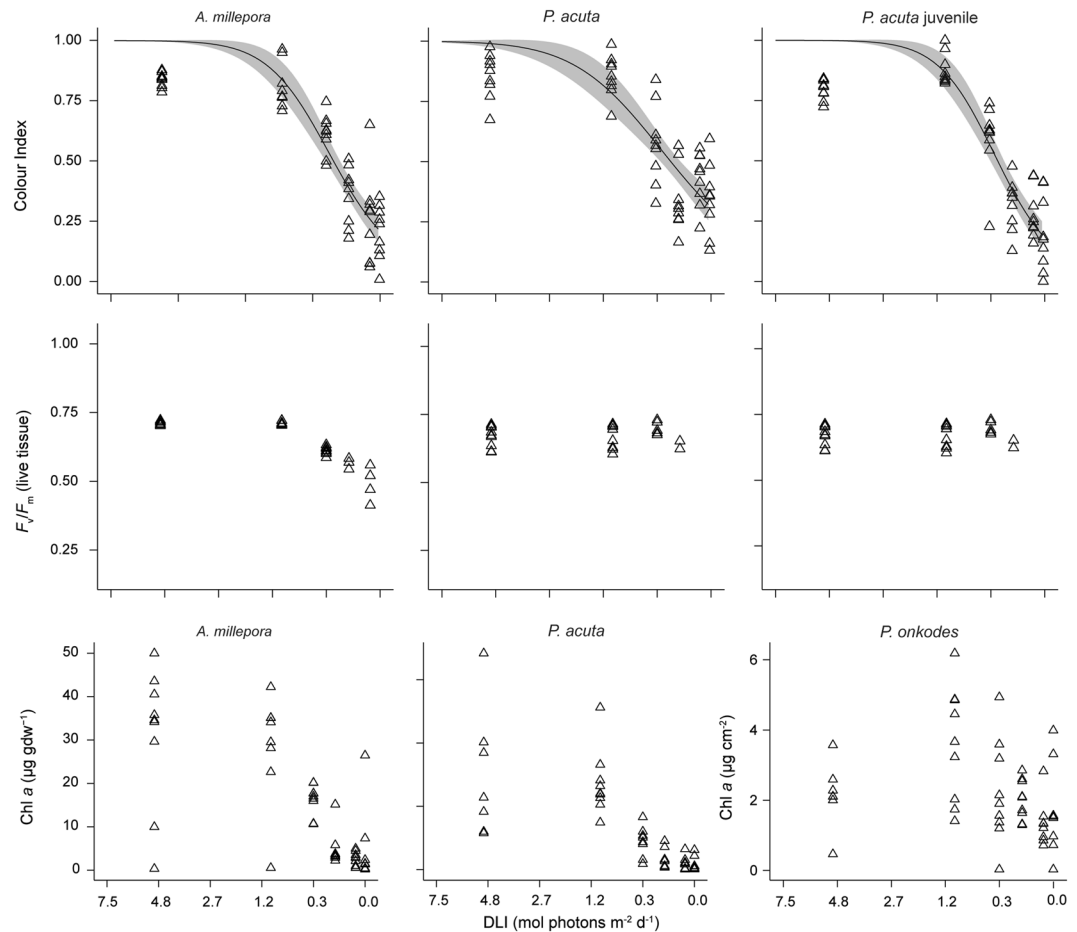 A. millepora
P. acuta
P. acuta juvenile
1.00
0.75
0.50
0.25
0.00
Colour Index
1.00
0.75
0.50
0.25
Fv/Fm (live tissue)
A. millepora
P. acuta
P. onkodes
50
40
30
20
10
0
Chl a (µg gdw⁻¹)
6
4
2
0
Chl a (µg cm⁻²)
7.5 4.8 2.7 1.2 0.3 0.0
7.5 4.8 2.7 1.2 0.3 0.0
7.5 4.8 2.7 1.2 0.3 0.0
DLI (mol photons m⁻² d⁻¹)